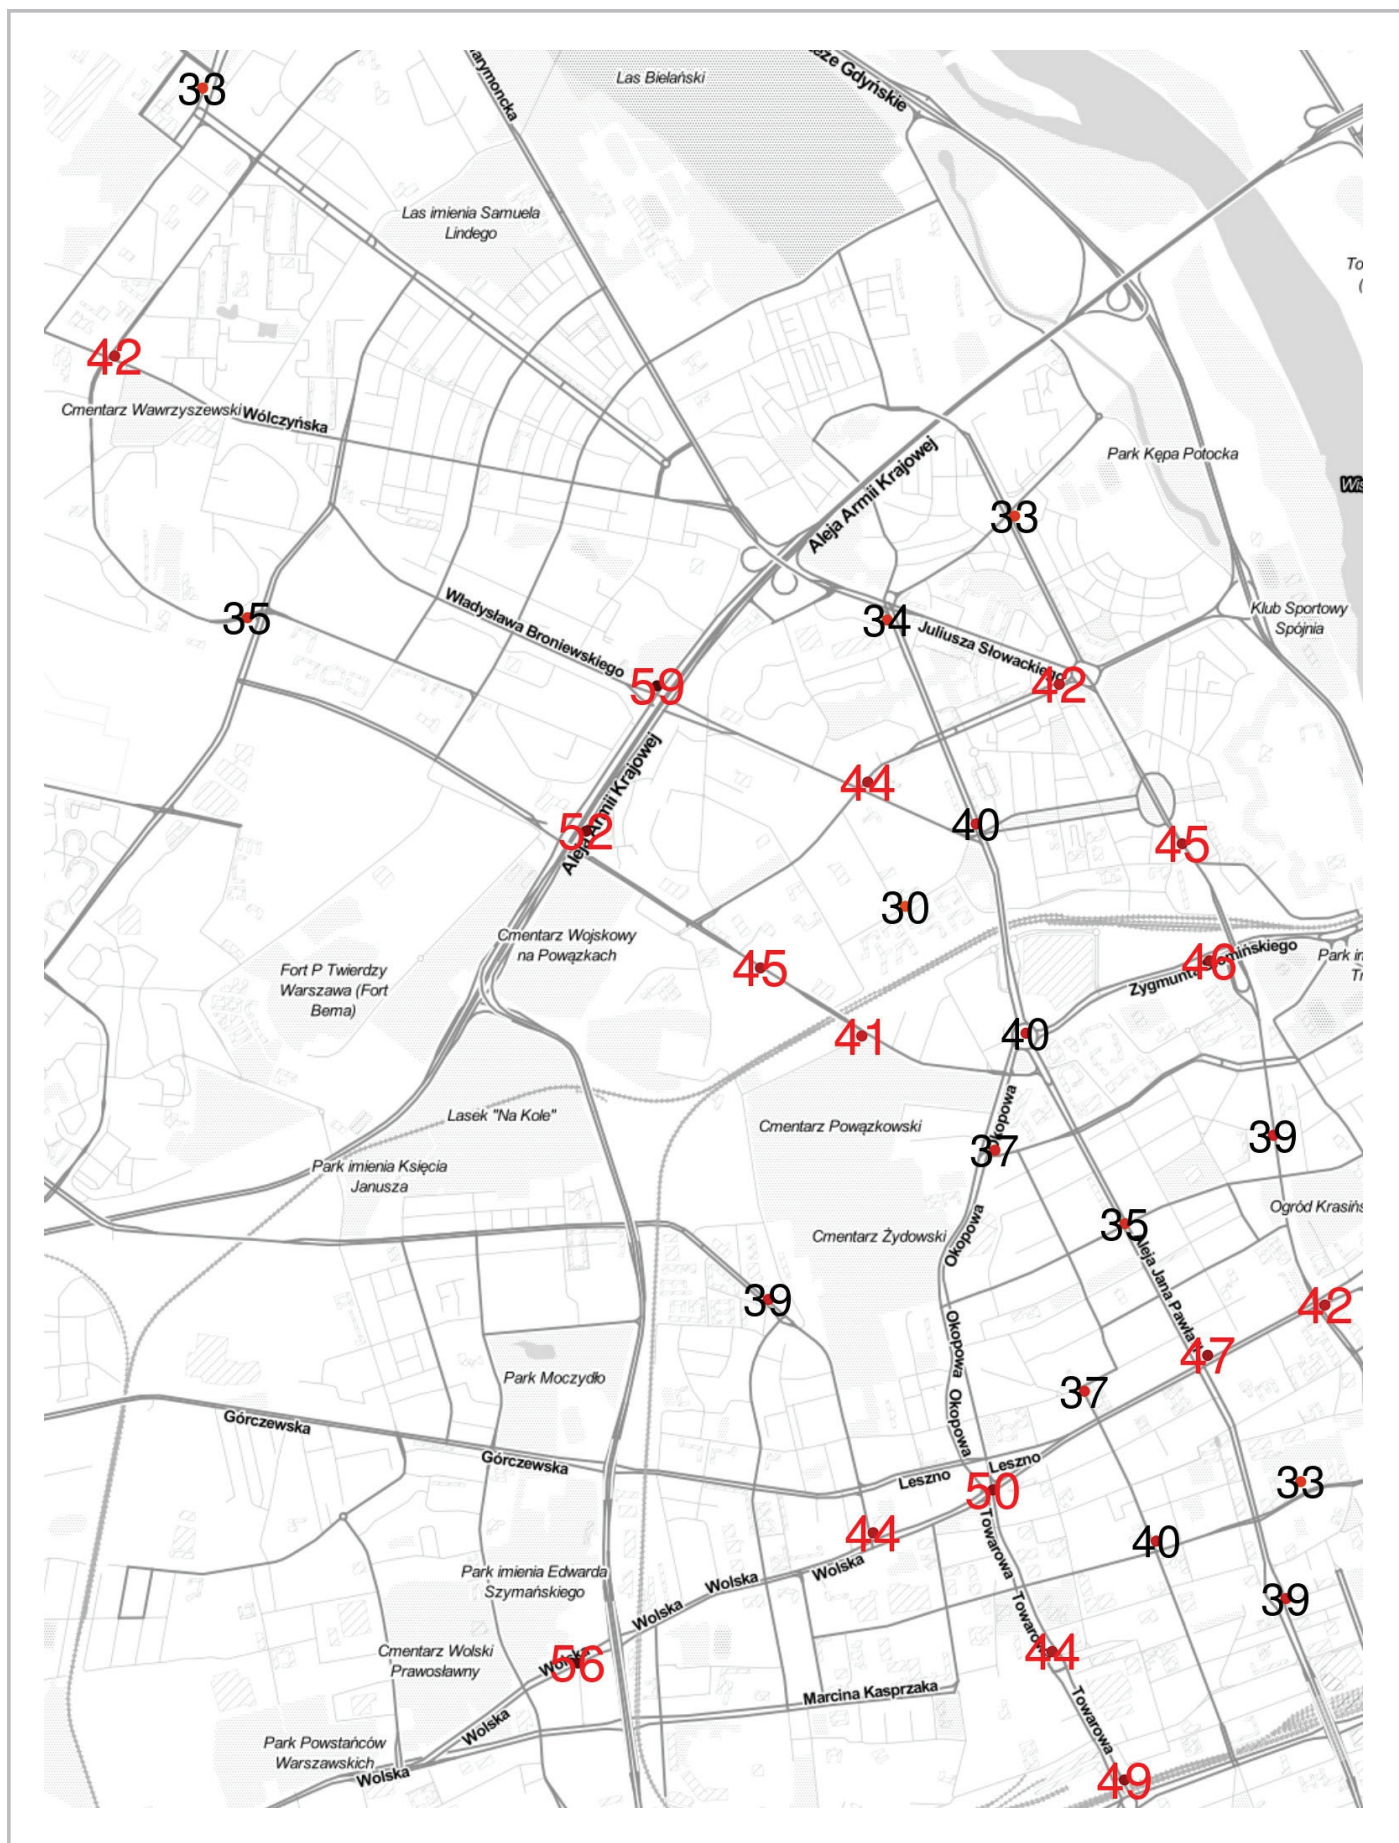 Las Bielański
33
Las imienia Samuela
Lindego
To
42
Cmentarz Wawrzyszewski
Wólczyńska
Aleja Armii Krajowej
Park Kępa Potocka
33
35
Władysława Broniewskiego
34
Juliusza Słowackiego
Klub Sportowy
Spójnia
59
42
Aleja Armii Krajowej
44
52
40
45
30
Cmentarz Wojskowy
na Powązkach
45
46
Fort P Twierdzy
Warszawa (Fort
Bema)
41
40
Okopowa
Lasek "Na Kole"
Cmentarz Powązkowski
37
39
Park imienia Księcia
Janusza
Okopowa
Cmentarz Żydowski
35
39
42
Okopowa
47
Park Moczydło
37
Okopowa
Górczewska
Górczewska
Leszno
Leszno
50
33
44
Towarowa
40
Wolska
Park imienia Edwarda
Szymańskiego
Wolska
39
Wolska
Towarowa
44
Cmentarz Wolski
Prawosławny
Wolska
56
Marcina Kasprzaka
Wolska
Towarowa
Park Powstańców
Warszawskich
Wolska
49